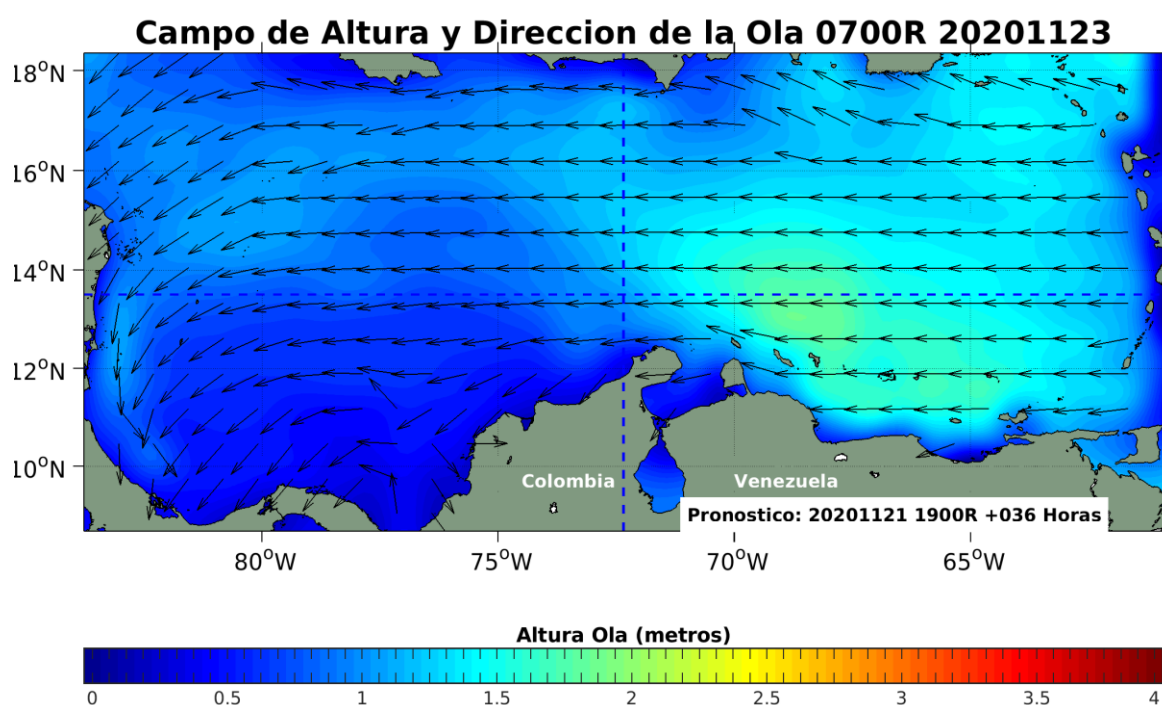 Campo de Altura y Direccion de la Ola 0700R 20201123
18°N
16°N
14°N
12°N
10°N
Colombia
Venezuela
Pronostico: 20201121 1900R +036 Horas
80°W
75°W
70°W
65°W
Altura Ola (metros)
0 0.5 1 1.5 2 2.5 3 3.5 4